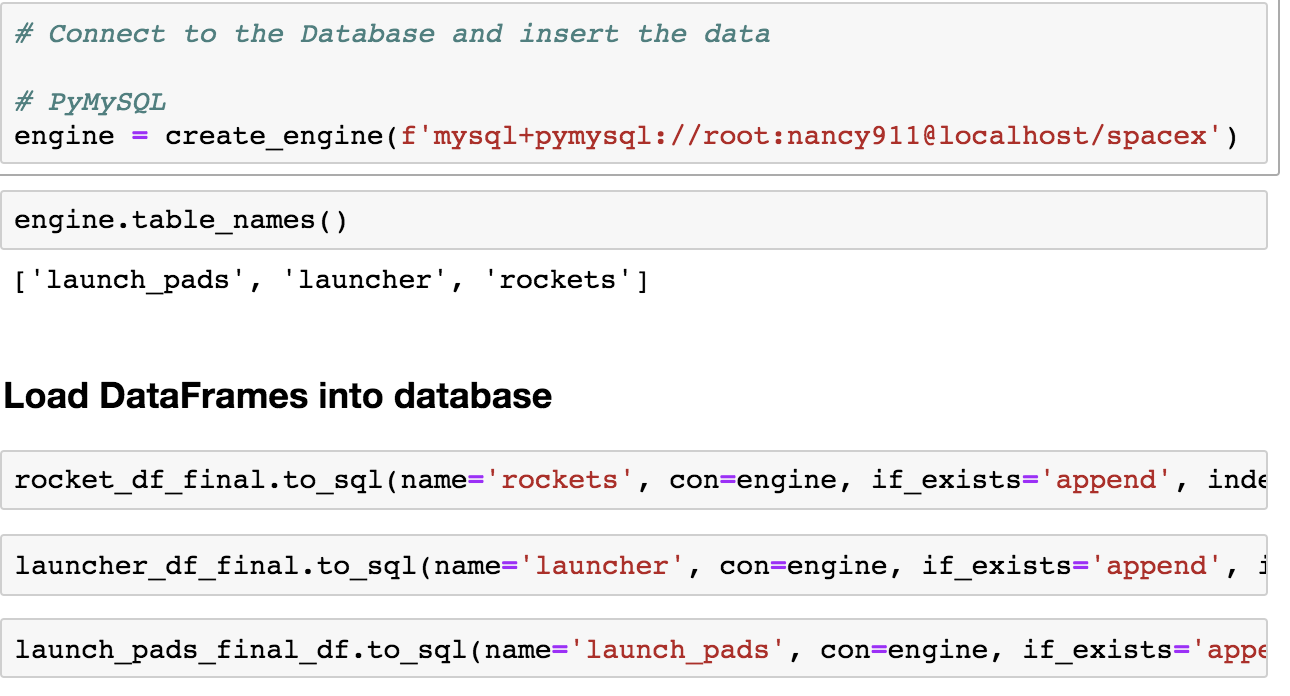 # Connect to the Database and insert the data
# PyMySQL
engine = create_engine(f'mysql+pymysql://root:nancy911@localhost/spacex')
engine.table_names()
['launch_pads', 'launcher', 'rockets']
Load DataFrames into database
rocket_df_final.to_sql(name='rockets', con=engine, if_exists='append', inde
launcher_df_final.to_sql(name='launcher', con=engine, if_exists='append', i
launch_pads_final_df.to_sql(name='launch_pads', con=engine, if_exists='appe